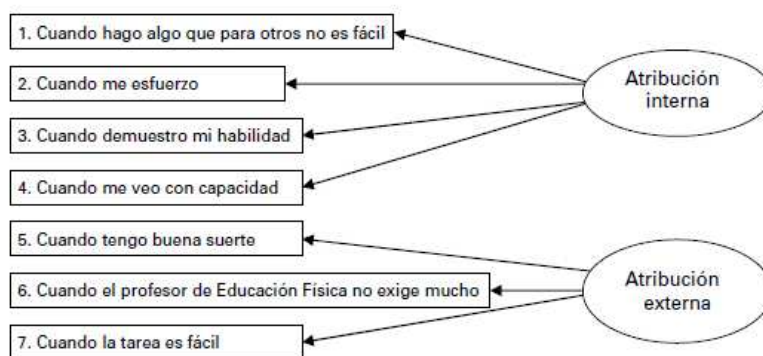 1. Cuando hago algo que para otros no es fácil
2. Cuando me esfuerzo
3. Cuando demuestro mi habilidad
4. Cuando me veo con capacidad
Atribución
interna
5. Cuando tengo buena suerte
6. Cuando el profesor de Educación Física no exige mucho
7. Cuando la tarea es fácil
Atribución
externa